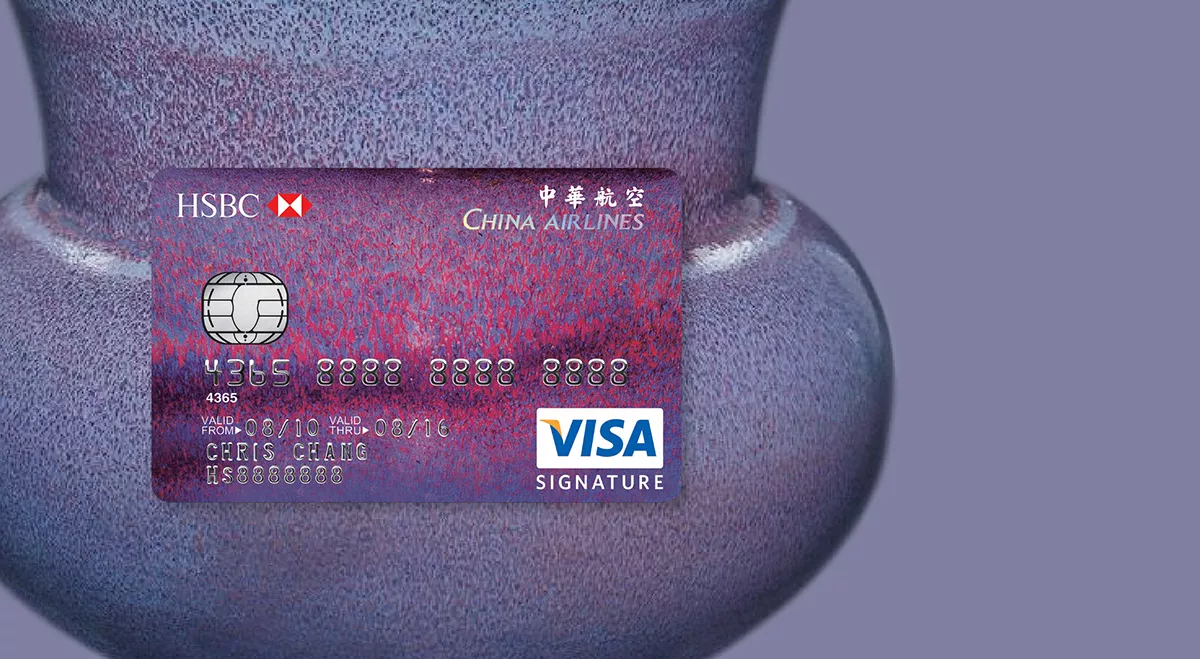 HSBC
中華航空
CHINA AIRLINES
4365 8888 8888 8888
4365
VALID FROM 08/10 VALID THRU 08/16
CHRIS CHANG
HS8888888
VISA
SIGNATURE